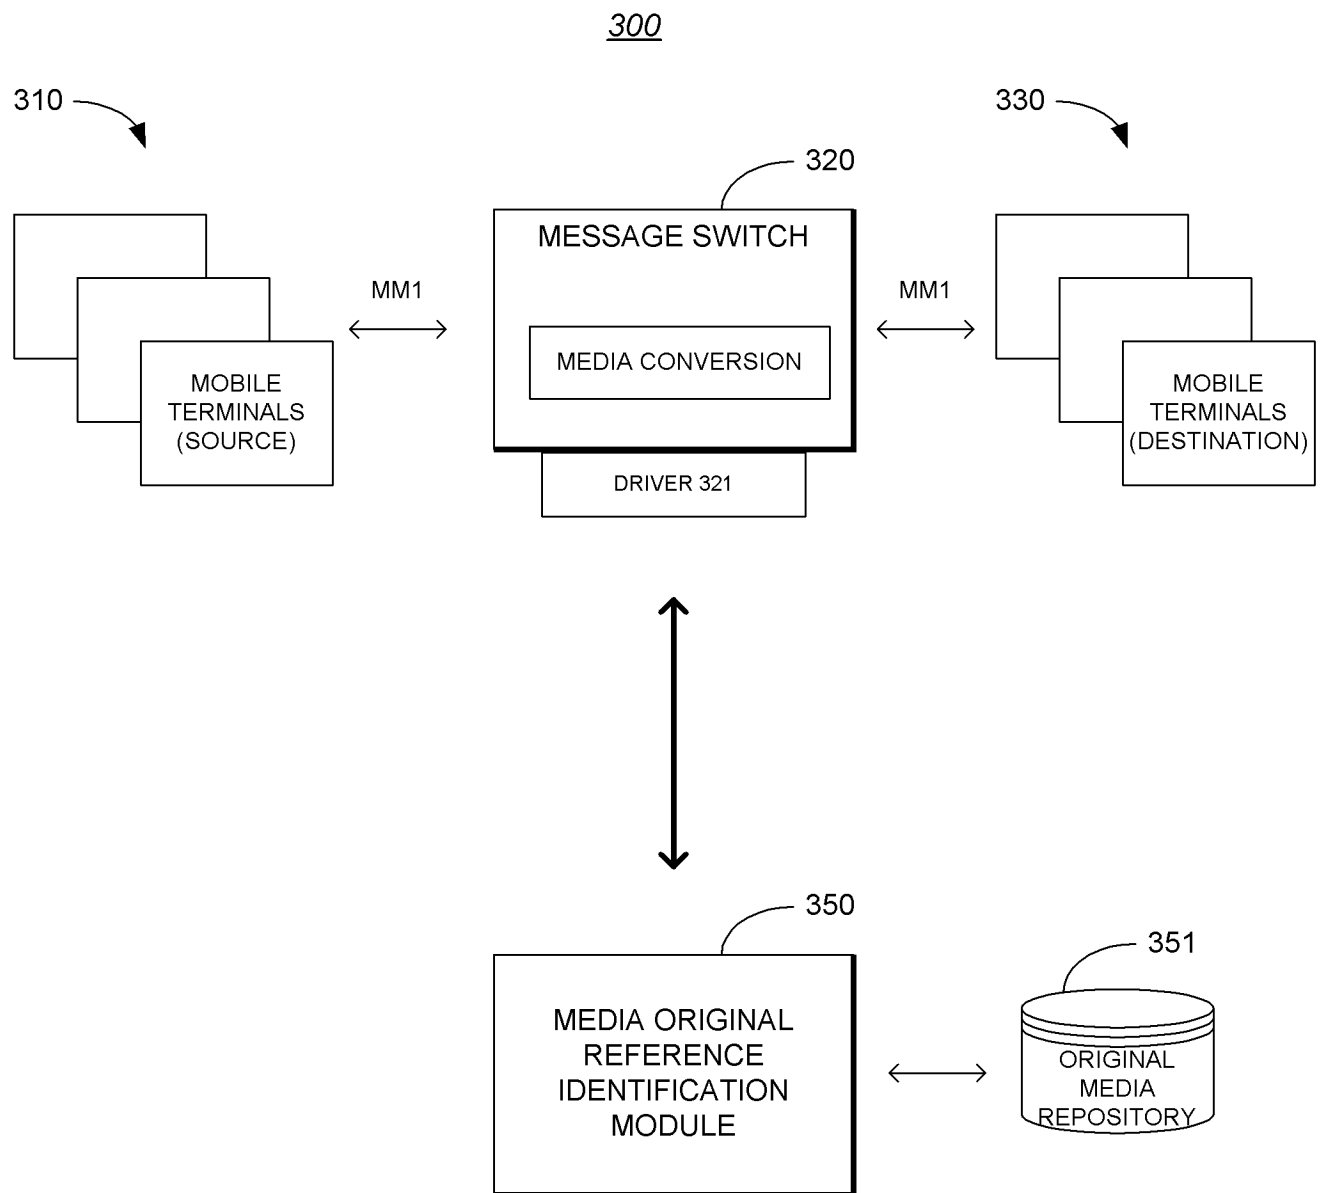 300
310
330
320
MESSAGE SWITCH
MM1
MM1
MEDIA CONVERSION
MOBILE
TERMINALS
(SOURCE)
MOBILE
TERMINALS
(DESTINATION)
DRIVER 321
350
351
MEDIA ORIGINAL
REFERENCE
IDENTIFICATION
MODULE
ORIGINAL
MEDIA
REPOSITORY